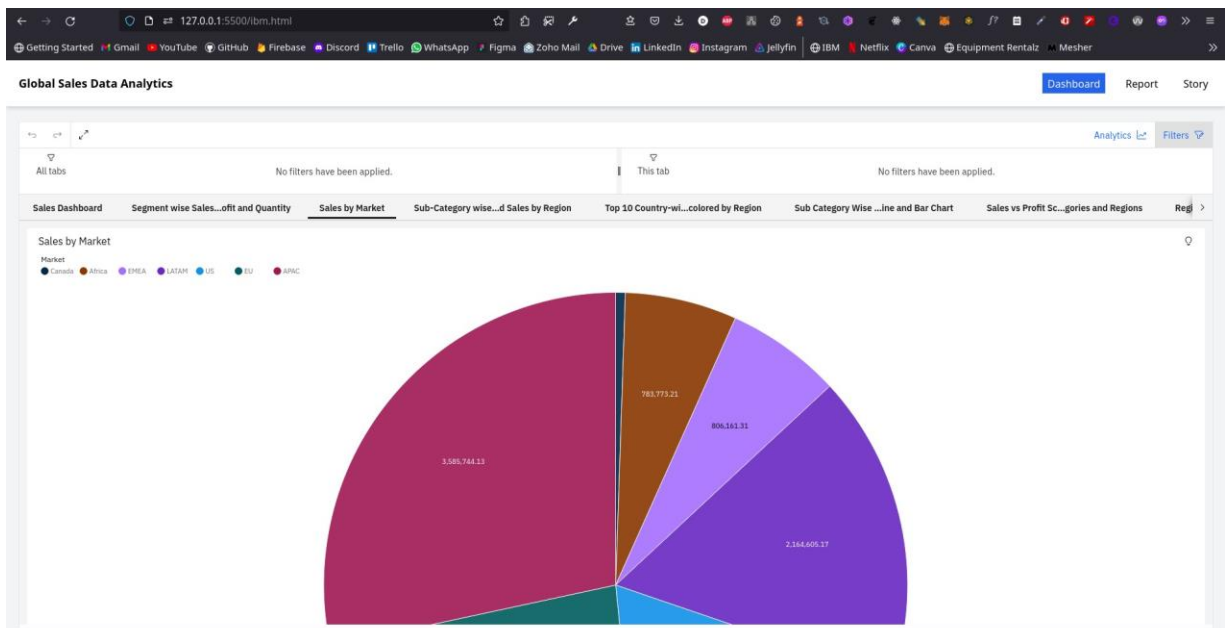 127.0.0.1:5500/ibm.html
Getting Started Gmail YouTube GitHub Firebase Discord Trello WhatsApp Figma Zoho Mail Drive LinkedIn Instagram Jellyfin IBM Netflix Canva Equipment Rentalz Mesher
Global Sales Data Analytics Dashboard Report Story
Analytics Filters
All tabs No filters have been applied. This tab No filters have been applied.
Sales Dashboard Segment wise Sales...ofit and Quantity Sales by Market Sub-Category wise...d Sales by Region Top 10 Country-wi...colored by Region Sub Category Wise ...ine and Bar Chart Sales vs Profit Sc...gories and Regions Regi
Sales by Market
Market
Canada Africa EMEA LATAM US EU APAC
783,773.21
806,161.31
3,585,744.13
2,164,605.17